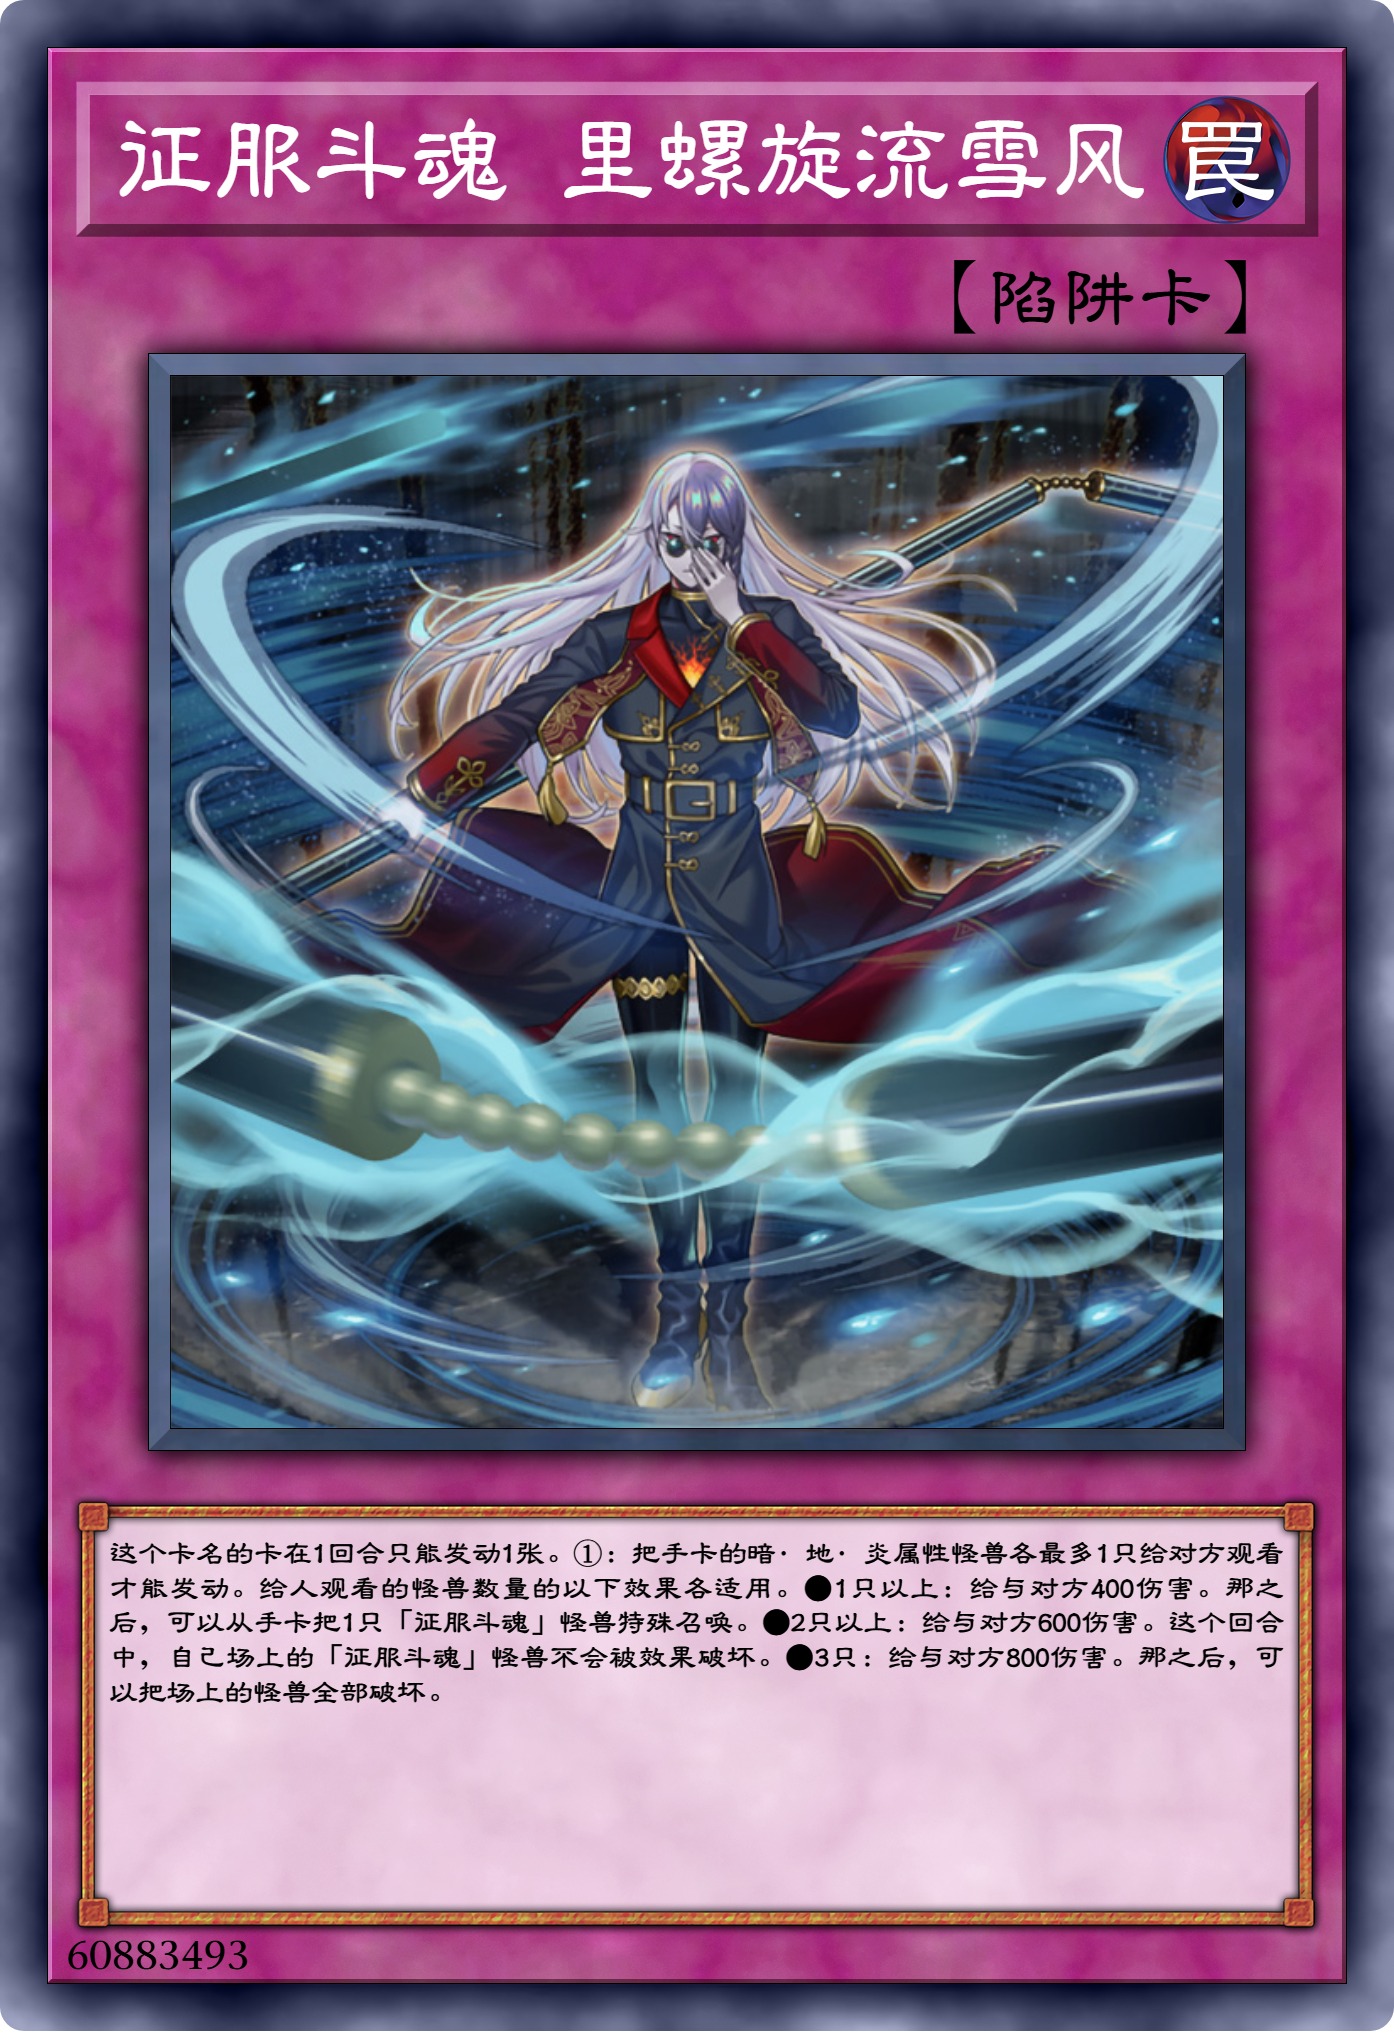 征服斗魂 里螺旋流雪风 罠
【陷阱卡】
这个卡名的卡在1回合只能发动1张。①：把手卡的暗·地·炎属性怪兽各最多1只给对方观看
才能发动。给人观看的怪兽数量的以下效果各适用。●1只以上：给与对方400伤害。那之
后，可以从手卡把1只「征服斗魂」怪兽特殊召唤。●2只以上：给与对方600伤害。这个回合
中，自己场上的「征服斗魂」怪兽不会被效果破坏。●3只：给与对方800伤害。那之后，可
以把场上的怪兽全部破坏。
60883493